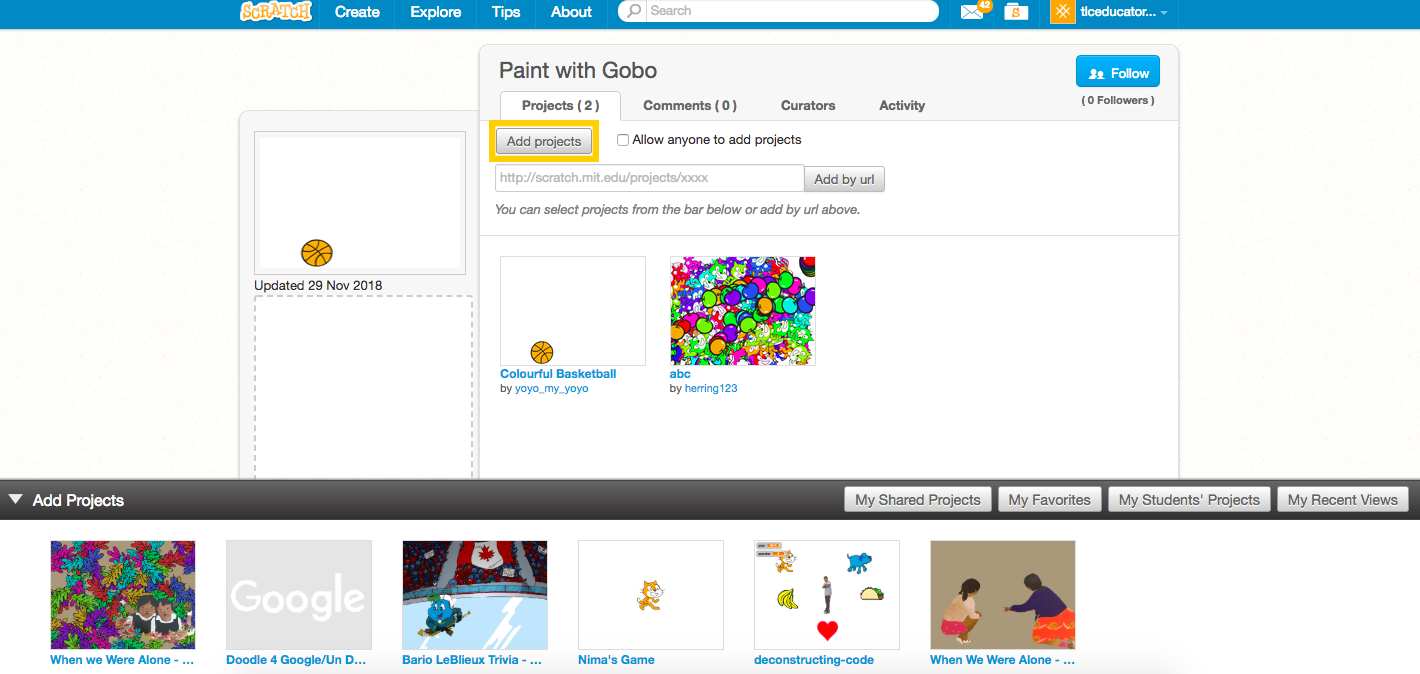 SCRATCH Create Explore Tips About Search 42 tlceducator...
Paint with Gobo
Follow
( 0 Followers )
Projects ( 2 ) Comments ( 0 ) Curators Activity
Add projects Allow anyone to add projects
http://scratch.mit.edu/projects/xxxx Add by url
You can select projects from the bar below or add by url above.
Updated 29 Nov 2018
Colourful Basketball abc
by yoyo_my_yoyo by herring123
Add Projects My Shared Projects My Favorites My Students' Projects My Recent Views
Google
When we Were Alone - ... Doodle 4 Google/Un D... Bario LeBlieux Trivia - ... Nima's Game deconstructing-code When We Were Alone - ...